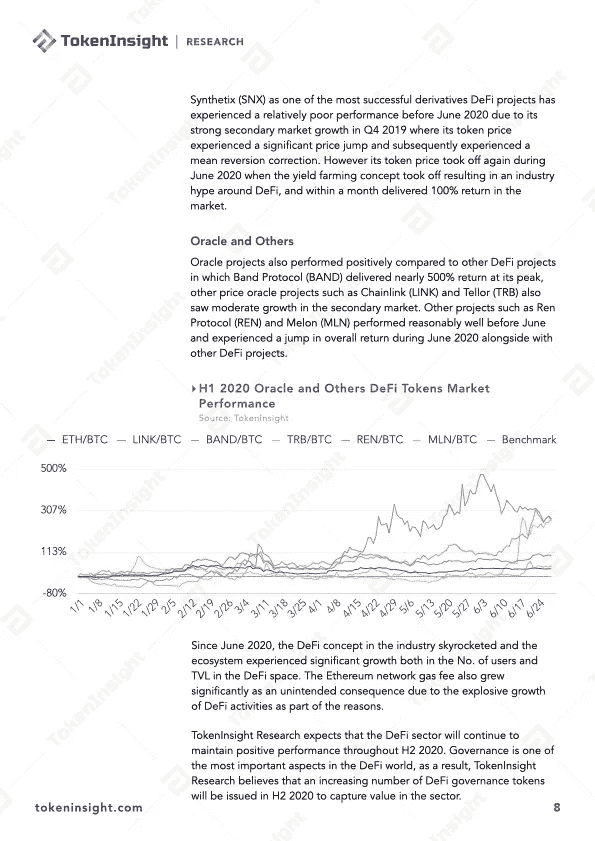 TokenInsight | RESEARCH
Synthetix (SNX) as one of the most successful derivatives DeFi projects has
experienced a relatively poor performance before June 2020 due to its
strong secondary market growth in Q4 2019 where its token price
experienced a significant price jump and subsequently experienced a
mean reversion correction. However its token price took off again during
June 2020 when the yield farming concept took off resulting in an industry
hype around DeFi, and within a month delivered 100% return in the
market.
Oracle and Others
Oracle projects also performed positively compared to other DeFi projects
in which Band Protocol (BAND) delivered nearly 500% return at its peak,
other price oracle projects such as Chainlink (LINK) and Tellor (TRB) also
saw moderate growth in the secondary market. Other projects such as Ren
Protocol (REN) and Melon (MLN) performed reasonably well before June
and experienced a jump in overall return during June 2020 alongside with
other DeFi projects.
H1 2020 Oracle and Others DeFi Tokens Market
Performance
Source: TokenInsight
ETH/BTC LINK/BTC BAND/BTC TRB/BTC REN/BTC MLN/BTC Benchmark
500%
307%
113%
-80%
1/1 1/8 1/15 1/22 1/29 2/5 2/12 2/19 2/26 3/4 3/11 3/18 3/25 4/1 4/8 4/15 4/22 4/29 5/6 5/13 5/20 5/27 6/3 6/10 6/17 6/24
Since June 2020, the DeFi concept in the industry skyrocketed and the
ecosystem experienced significant growth both in the No. of users and
TVL in the DeFi space. The Ethereum network gas fee also grew
significantly as an unintended consequence due to the explosive growth
of DeFi activities as part of the reasons.
TokenInsight Research expects that the DeFi sector will continue to
maintain positive performance throughout H2 2020. Governance is one of
the most important aspects in the DeFi world, as a result, TokenInsight
Research believes that an increasing number of DeFi governance tokens
will be issued in H2 2020 to capture value in the sector.
tokeninsight.com 8